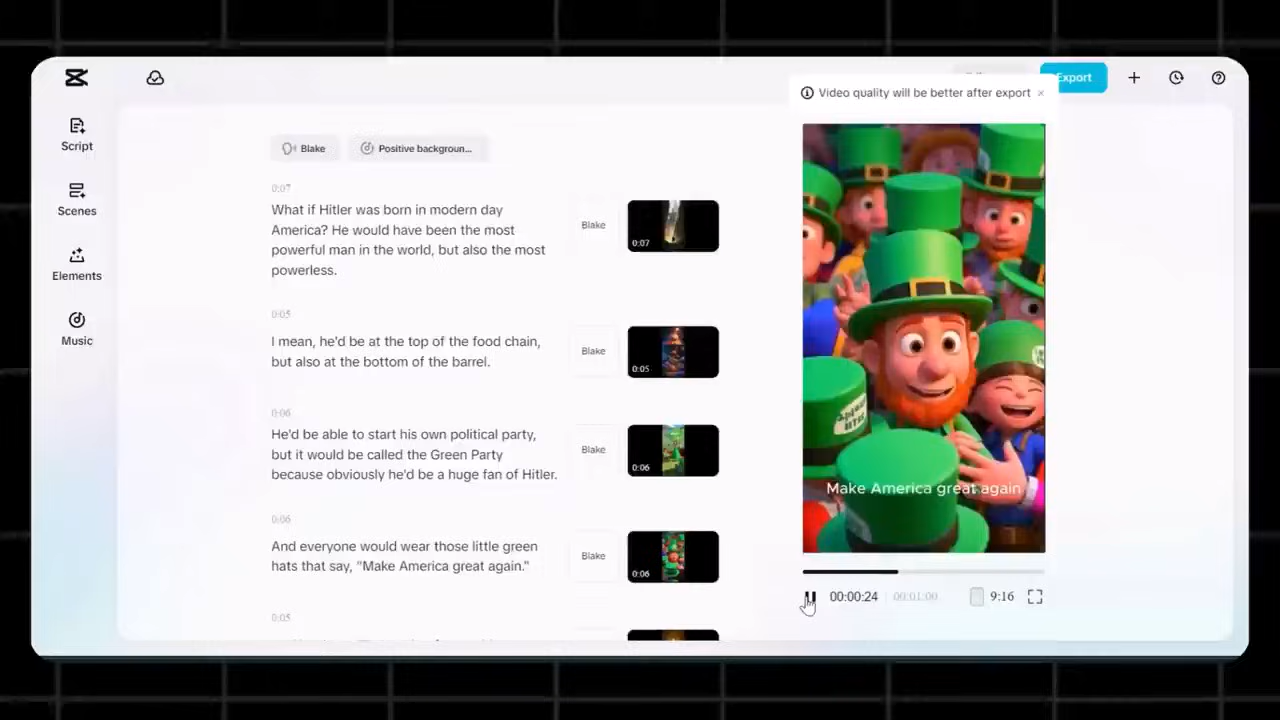 Export
Video quality will be better after export
Script
Blake
Positive backgroun...
0:07
What if Hitler was born in modern day
America? He would have been the most
powerful man in the world, but also the most
powerless.
Blake
0:07
Scenes
Elements
Music
0:05
I mean, he'd be at the top of the food chain,
but also at the bottom of the barrel.
Blake
0:05
0:06
He'd be able to start his own political party,
but it would be called the Green Party
because obviously he'd be a huge fan of Hitler.
Blake
0:06
0:06
And everyone would wear those little green
hats that say, "Make America great again."
Blake
0:06
0:05
Make America great again
00:00:24
00:01:00
9:16